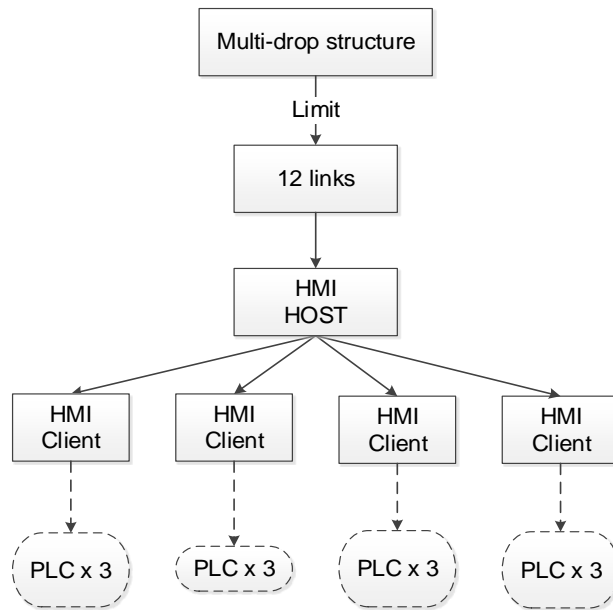 Multi-drop structure
Limit
12 links
HMI
HOST
HMI
Client
HMI
Client
HMI
Client
HMI
Client
PLC x 3
PLC x 3
PLC x 3
PLC x 3